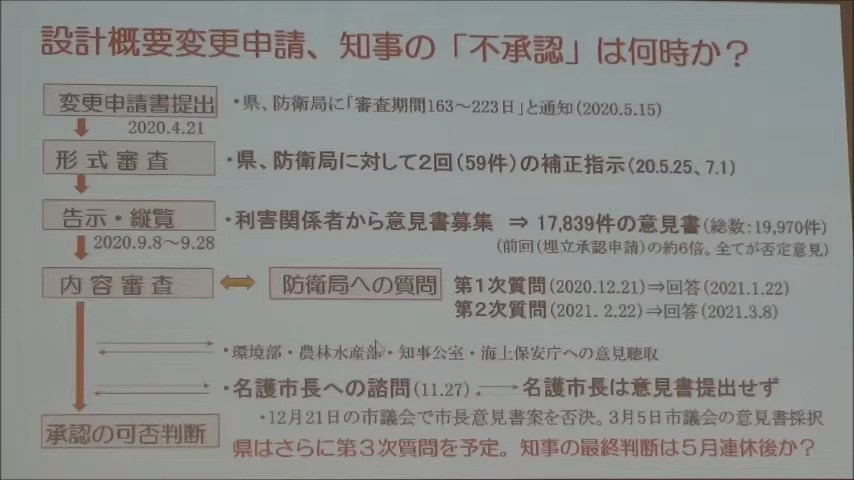 設計概要変更申請、知事の「不承認」は何時か？
変更申請書提出
・県、防衛局に「審査期間163～223日」と通知(2020.5.15)
2020.4.21
形式審査
・県、防衛局に対して２回(59件)の補正指示(20.5.25、7.1)
告示・縦覧
・利害関係者から意見書募集 ⇒ 17,839件の意見書(総数：19,970件)
2020.9.8～9.28
(前回(埋立承認申請)の約6倍。全てが否定意見)
内容審査
防衛局への質問
第１次質問(2020.12.21)⇒回答(2021.1.22)
第２次質問(2021. 2.22)⇒回答(2021.3.8)
・環境部・農林水産部・知事公室・海上保安庁への意見聴取
・名護市長への諮問(11.27) 名護市長は意見書提出せず
・12月21日の市議会で市長意見書案を否決。3月5日市議会の意見書採択
承認の可否判断
県はさらに第３次質問を予定。知事の最終判断は５月連休後か？